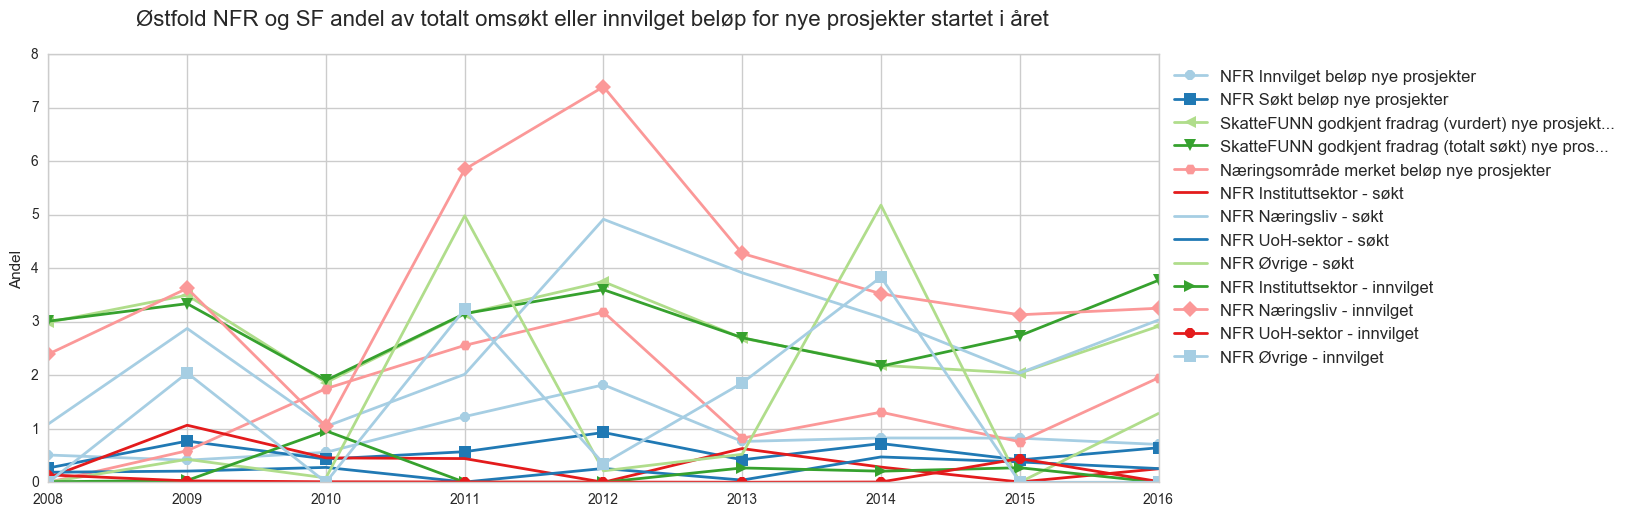 Østfold NFR og SF andel av totalt omsøkt eller innvilget beløp for nye prosjekter startet i året
8
7
6
5
4
3
2
1
0
Andel
2008 2009 2010 2011 2012 2013 2014 2015 2016
NFR Innvilget beløp nye prosjekter
NFR Søkt beløp nye prosjekter
SkatteFUNN godkjent fradrag (vurdert) nye prosjekt...
SkatteFUNN godkjent fradrag (totalt søkt) nye pros...
Næringsområde merket beløp nye prosjekter
NFR Instituttsektor - søkt
NFR Næringsliv - søkt
NFR UoH-sektor - søkt
NFR Øvrige - søkt
NFR Instituttsektor - innvilget
NFR Næringsliv - innvilget
NFR UoH-sektor - innvilget
NFR Øvrige - innvilget